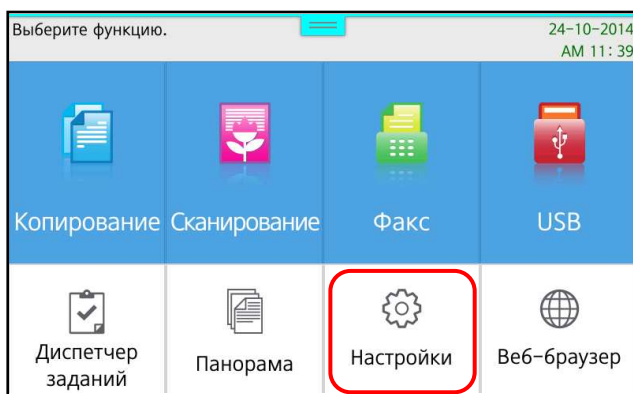 Выберите функцию.
24-10-2014
AM 11:39
Копирование
Сканирование
Факс
USB
Диспетчер
заданий
Панорама
Настройки
Веб-браузер